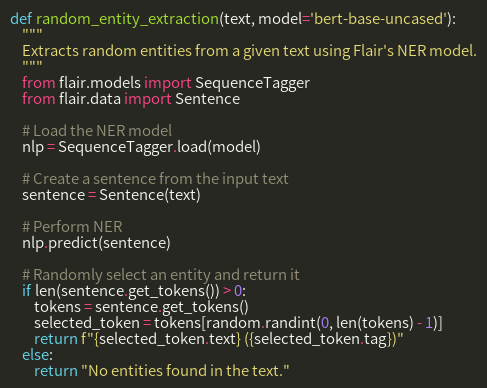 def random_entity_extraction(text, model='bert-base-uncased'):
    """
    Extracts random entities from a given text using Flair's NER model.
    """
    from flair.models import SequenceTagger
    from flair.data import Sentence

    # Load the NER model
    nlp = SequenceTagger.load(model)

    # Create a sentence from the input text
    sentence = Sentence(text)

    # Perform NER
    nlp.predict(sentence)

    # Randomly select an entity and return it
    if len(sentence.get_tokens()) > 0:
        tokens = sentence.get_tokens()
        selected_token = tokens[random.randint(0, len(tokens) - 1)]
        return f"{selected_token.text} ({selected_token.tag})"
    else:
        return "No entities found in the text."